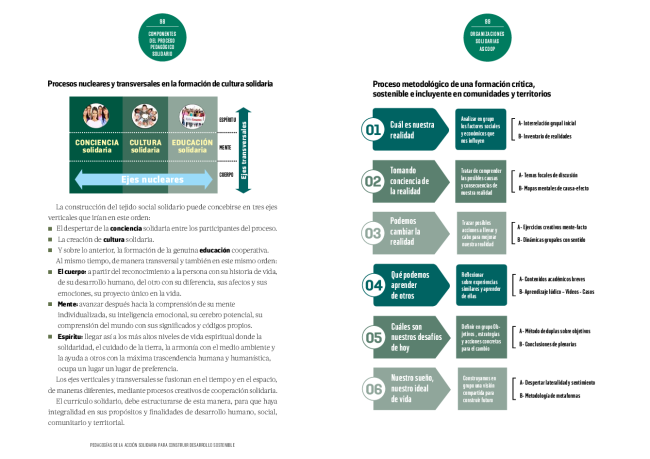 98
COMPONENTES
DEL PROCESO
PEDAGÓGICO
SOLIDARIO
Procesos nucleares y transversales en la formación de cultura solidaria
CONCIENCIA
solidaria
CULTURA
solidaria
EDUCACIÓN
solidaria
ESPÍRITU
MENTE
CUERPO
Ejes transversales
Ejes nucleares
La construcción del tejido social solidario puede concebirse en tres ejes
verticales que irían en este orden:
El despertar de la conciencia solidaria entre los participantes del proceso.
La creación de cultura solidaria.
Y sobre lo anterior, la formación de la genuina educación cooperativa.
Al mismo tiempo, de manera transversal y también en este mismo orden:
El cuerpo: a partir del reconocimiento a la persona con su historia de vida,
de su desarrollo humano, del otro con su diferencia, sus afectos y sus
emociones, su proyecto único en la vida.
Mente: avanzar después hacia la comprensión de su mente
individualizada, su inteligencia emocional, su cerebro potencial, su
comprensión del mundo con sus significados y códigos propios.
Espíritu: llegar así a los más altos niveles de vida espiritual donde la
solidaridad, el cuidado de la tierra, la armonía con el medio ambiente y
la ayuda a otros con la máxima trascendencia humana y humanística,
ocupa un lugar un lugar de preferencia.
Los ejes verticales y transversales se fusionan en el tiempo y en el espacio,
de maneras diferentes, mediante procesos creativos de cooperación solidaria.
El currículo solidario, debe estructurarse de esta manera, para que haya
integralidad en sus propósitos y finalidades de desarrollo humano, social,
comunitario y territorial.
PEDAGOGÍAS DE LA ACCIÓN SOLIDARIA PARA CONSTRUIR DESARROLLO SOSTENIBLE
99
ORGANIZACIONES
SOLIDARIAS
ASCOOP
Proceso metodológico de una formación crítica,
sostenible e incluyente en comunidades y territorios
01
Cuál es nuestra
realidad
Analizar en grupo
los factores sociales
y económicos que
nos influyen
A- Interrelación grupal inicial
B- Inventario de realidades
02
Tomando
conciencia de
la realidad
Tratar de comprender
las posibles causas
y consecuencias de
nuestra realidad
A- Temas focales de discusión
B- Mapas mentales de causa-efecto
03
Podemos
cambiar la
realidad
Trazar posibles
acciones a llevar a
cabo para mejorar
nuestra realidad
A- Ejercicios creativos mente-facto
B- Dinámicas grupales con sentido
04
Qué podemos
aprender
de otros
Reflexionar
sobre experiencias
similares y aprender
de ellas
A- Contenidos académicos breves
B- Aprendizaje lúdico - Videos - Casos
05
Cuáles son
nuestros desafíos
de hoy
Definir en grupo Ob-
jetivos, estrategias
y acciones concretas
para el cambio
A- Método de duplas sobre objetivos
B- Conclusiones de plenarias
06
Nuestro sueño,
nuestro ideal
de vida
Construyamos en
grupo una visión
compartida para
construir futuro
A- Despertar lateralidad y sentimiento
B- Metodología de metaformas